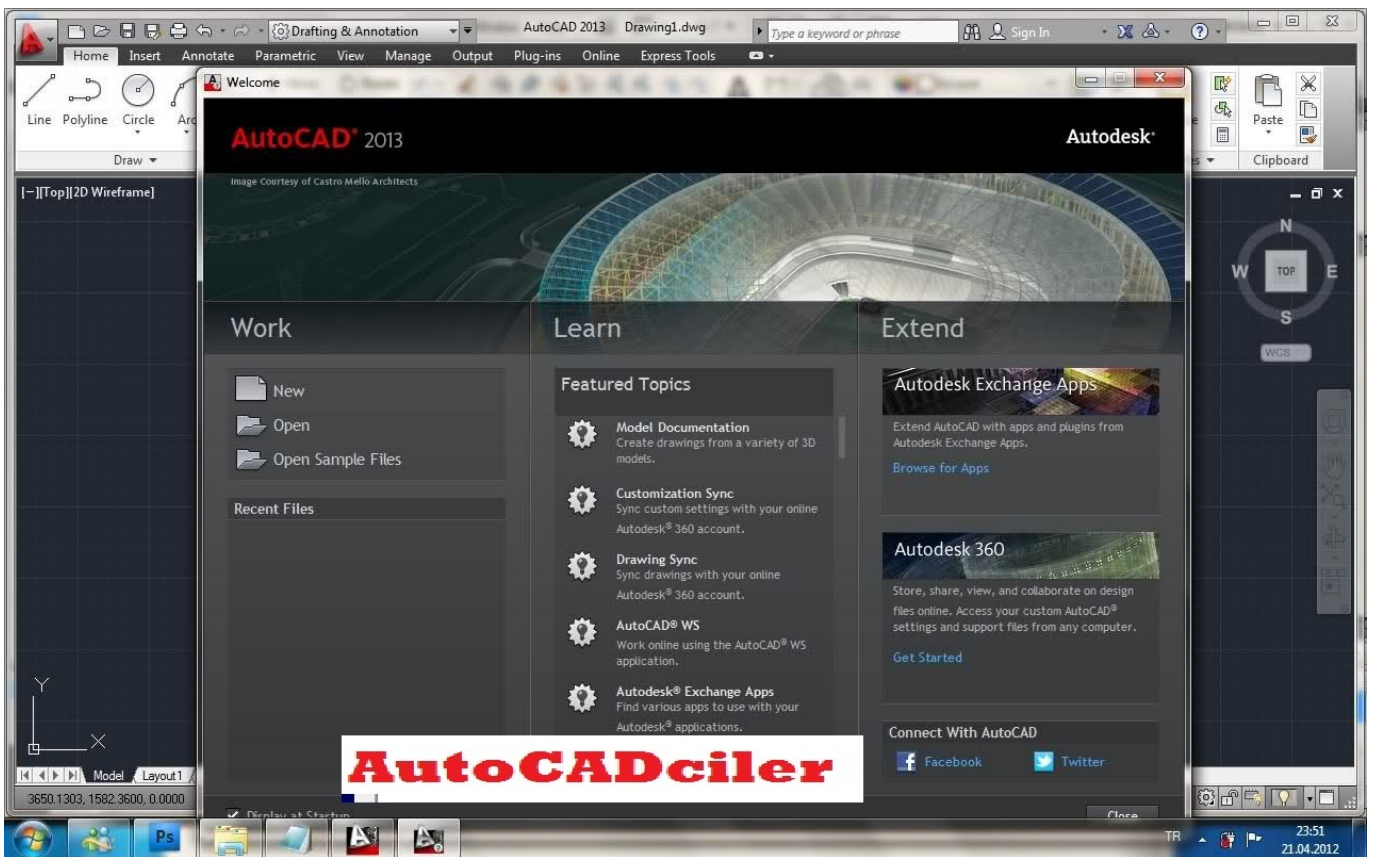 Drafting & Annotation
AutoCAD 2013 Drawing1.dwg
Type a keyword or phrase
Sign In
Home Insert Annotate Parametric View Manage Output Plug-ins Online Express Tools
Welcome
Line Polyline Circle
Paste
Draw
Clipboard
AutoCAD® 2013
Autodesk®
[−][Top][2D Wireframe]
Image Courtesy of Castro Mello Architects
N
W TOP E
S
WCS
Work
Learn
Extend
New
Open
Open Sample Files
Recent Files
Featured Topics
Model Documentation
Create drawings from a variety of 3D
models.
Customization Sync
Sync custom settings with your online
Autodesk® 360 account.
Drawing Sync
Sync drawings with your online
Autodesk® 360 account.
AutoCAD® WS
Work online using the AutoCAD® WS
application.
Autodesk® Exchange Apps
Find various apps to use with your
Autodesk® applications.
Autodesk Exchange Apps
Extend AutoCAD with apps and plugins from
Autodesk Exchange Apps.
Browse for Apps
Autodesk 360
Store, share, view, and collaborate on design
files online. Access your custom AutoCAD®
settings and support files from any computer.
Get Started
Connect With AutoCAD
Facebook Twitter
Y
X
AutoCADciler
Model Layout1
3650.1303, 1582.3600, 0.0000
Display at Startup
Close
Ps
TR
23:51
21.04.2012